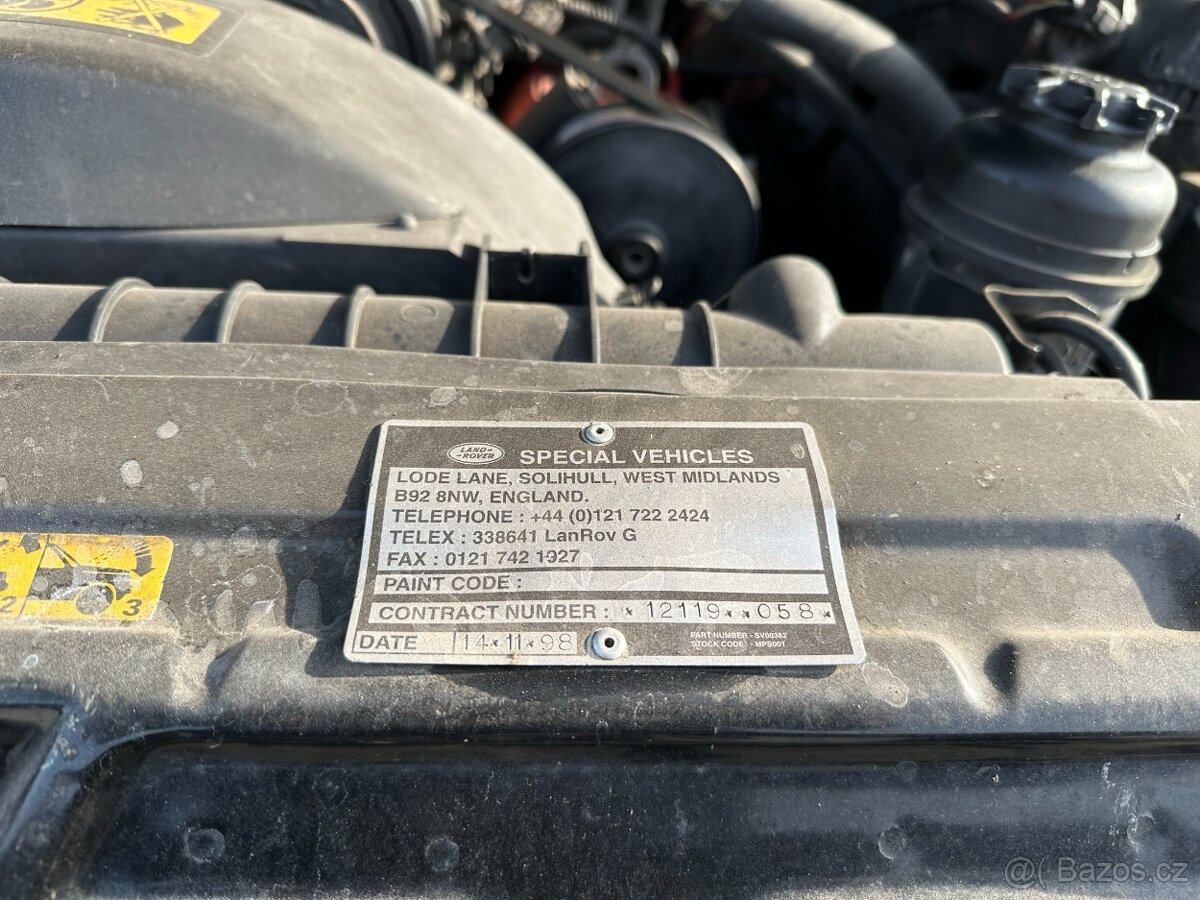 LAND-
-ROVER
SPECIAL VEHICLES
LODE LANE, SOLIHULL, WEST MIDLANDS
B92 8NW, ENGLAND.
TELEPHONE : +44 (0)121 722 2424
TELEX : 338641 LanRov G
FAX : 0121 742 1927
PAINT CODE :
CONTRACT NUMBER : *12119**058*
DATE 14*11*98
PART NUMBER - SV00382
STOCK CODE - MPS001
2 3
Bazos.cz